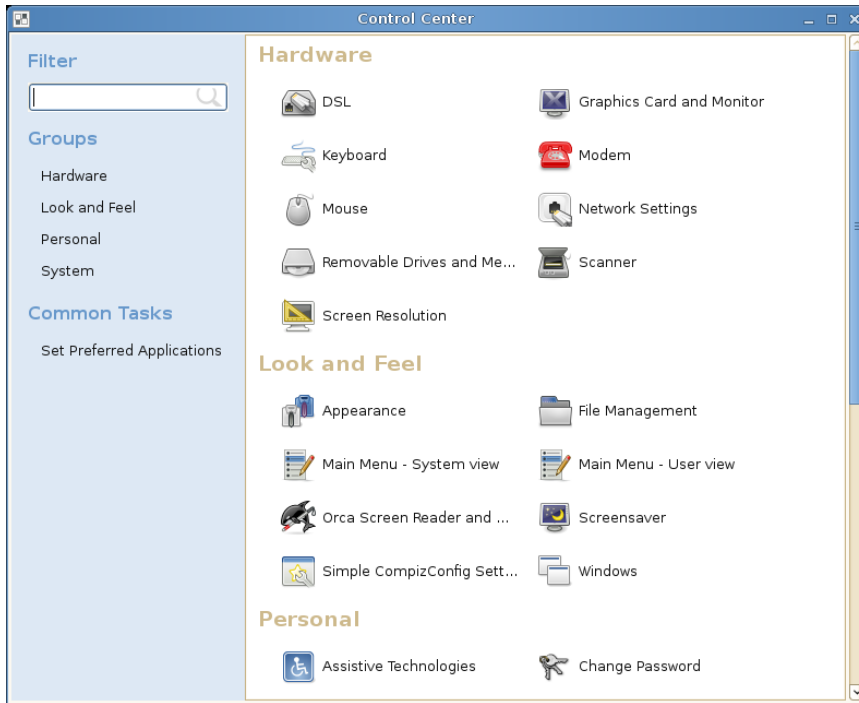 Control Center
Filter
Groups
Hardware
Look and Feel
Personal
System
Common Tasks
Set Preferred Applications
Hardware
DSL
Graphics Card and Monitor
Keyboard
Modem
Mouse
Network Settings
Removable Drives and Me...
Scanner
Screen Resolution
Look and Feel
Appearance
File Management
Main Menu - System view
Main Menu - User view
Orca Screen Reader and ...
Screensaver
Simple CompizConfig Sett...
Windows
Personal
Assistive Technologies
Change Password